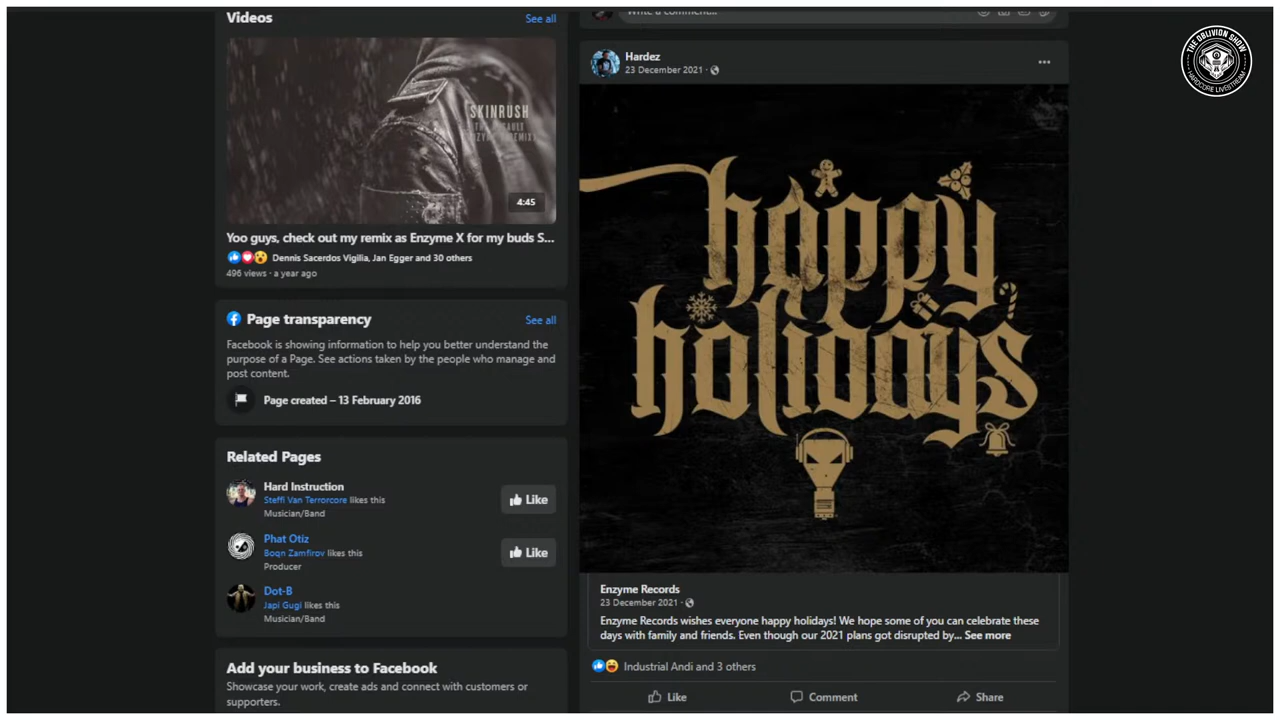 Videos
See all
SKINRUSH
4:45
Yoo guys, check out my remix as Enzyme X for my buds S...
Dennis Sacerdos Vigilia, Jan Egger and 30 others
496 views · a year ago
Page transparency
See all
Facebook is showing information to help you better understand the
purpose of a Page. See actions taken by the people who manage and
post content.
Page created – 13 February 2016
Related Pages
Hard Instruction
Steffl Van Terrorcore likes this
Musician/Band
Like
Phat Otiz
Boqn Zamfirov likes this
Producer
Like
Dot-B
Japi Gugi likes this
Musician/Band
Add your business to Facebook
Showcase your work, create ads and connect with customers or
supporters.
Write a comment...
Hardez
23 December 2021 ·
happy
holidays
Enzyme Records
23 December 2021 ·
Enzyme Records wishes everyone happy holidays! We hope some of you can celebrate these
days with family and friends. Even though our 2021 plans got disrupted by... See more
Industrial Andi and 3 others
Like
Comment
Share
THE OBLIVION SHOW
HARDCORE LIVESTREAM